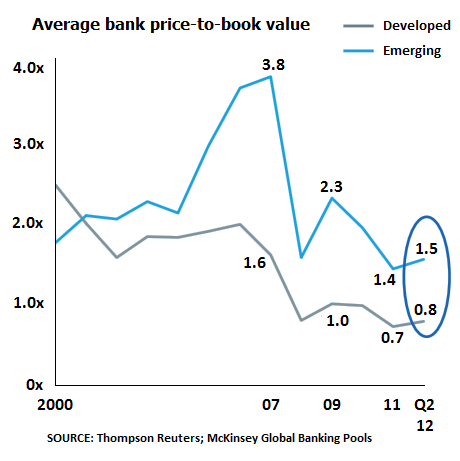 Average bank price-to-book value
Developed
Emerging
4.0x
3.0x
2.0x
1.0x
0x
3.8
2.3
1.5
1.4
1.6
1.0
0.7
0.8
2000
07
09
11
Q2
12
SOURCE: Thompson Reuters; McKinsey Global Banking Pools